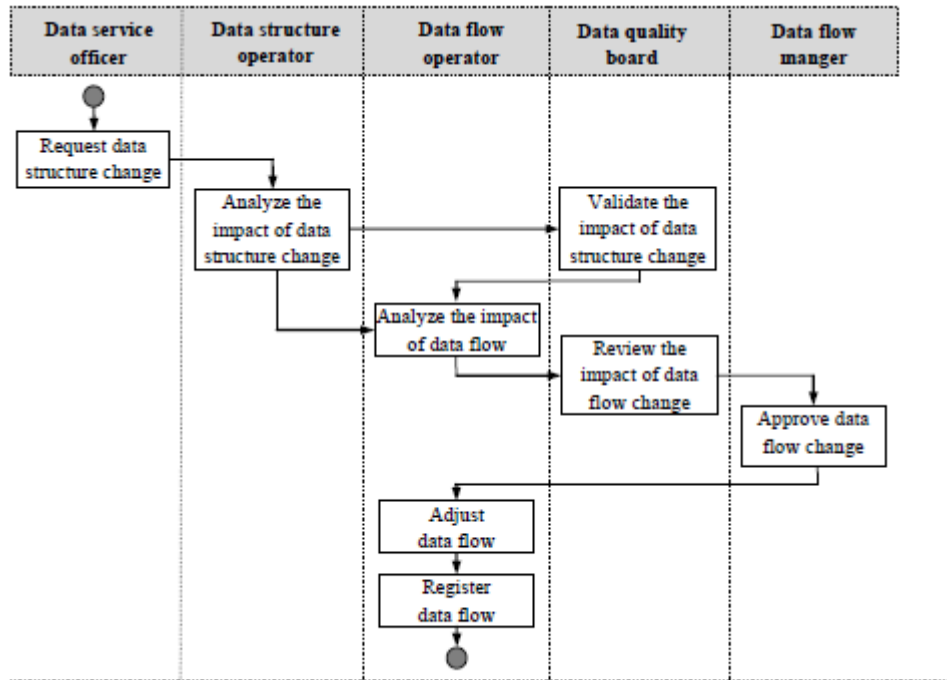 Data service
officer
Data structure
operator
Data flow
operator
Data quality
board
Data flow
manger
Request data
structure change
Analyze the
impact of data
structure change
Validate the
impact of data
structure change
Analyze the impact
of data flow
Review the
impact of data
flow change
Approve data
flow change
Adjust
data flow
Register
data flow